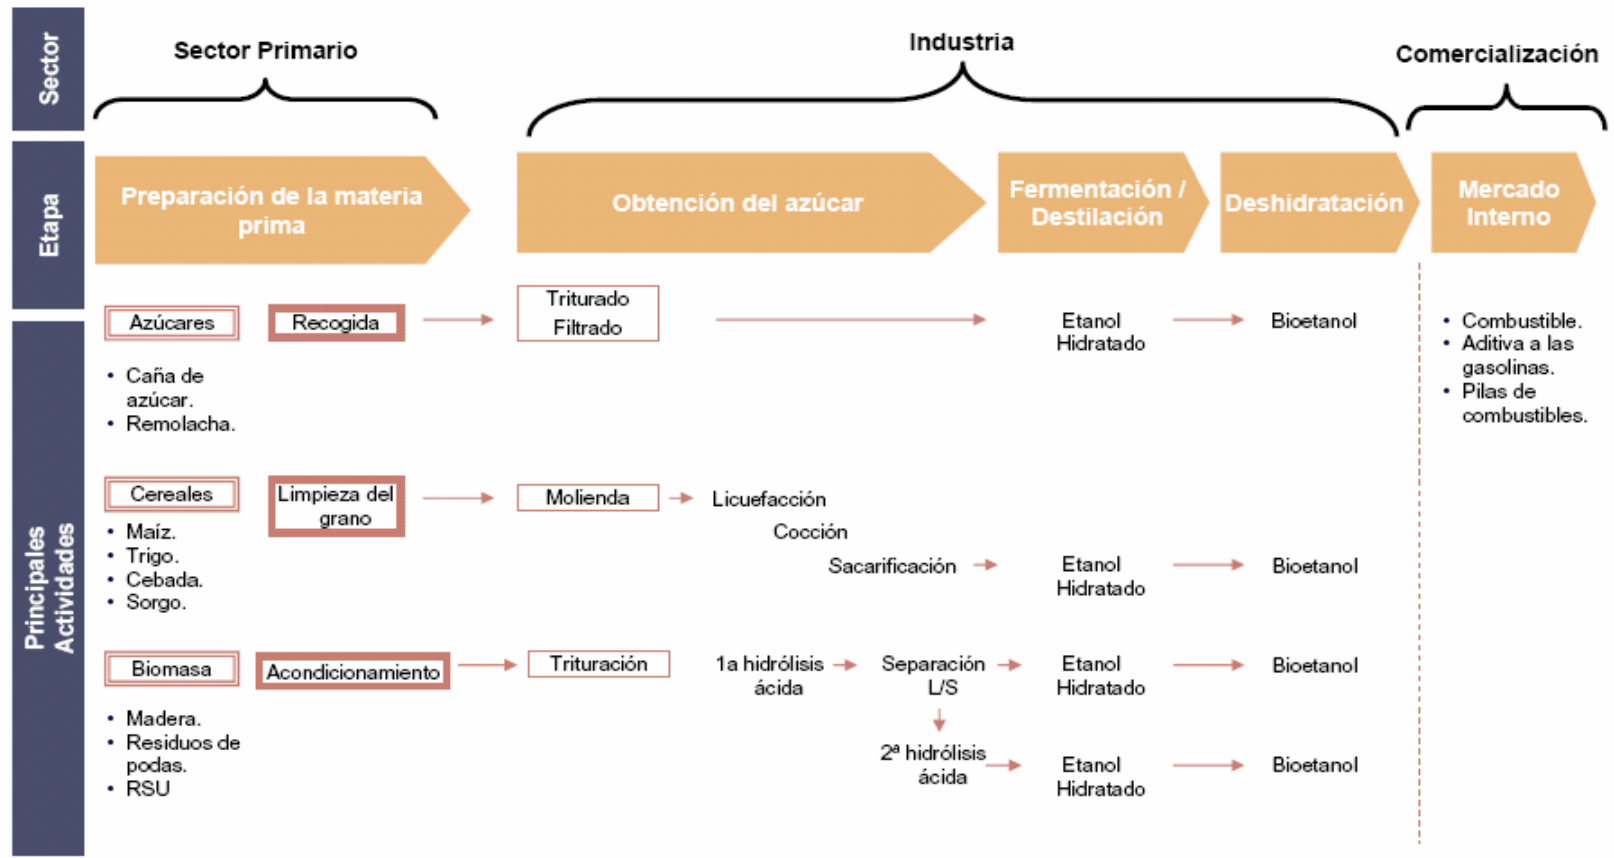 Sector
Sector Primario
Industria
Comercialización
Etapa
Preparación de la materia
prima
Obtención del azúcar
Fermentación /
Destilación
Deshidratación
Mercado
Interno
Principales
Actividades
Azúcares
Recogida
Triturado
Filtrado
Etanol
Hidratado
Bioetanol
• Combustible.
• Aditiva a las
gasolinas.
• Pilas de
combustibles.
• Caña de
azúcar.
• Remolacha.
Cereales
Limpieza del
grano
Molienda
Licuefacción
Cocción
Sacarificación
Etanol
Hidratado
Bioetanol
• Maíz.
• Trigo.
• Cebada.
• Sorgo.
Biomasa
Acondicionamiento
Trituración
1a hidrólisis
ácida
Separación
L/S
Etanol
Hidratado
Bioetanol
• Madera.
• Residuos de
podas.
• RSU
2ª hidrólisis
ácida
Etanol
Hidratado
Bioetanol